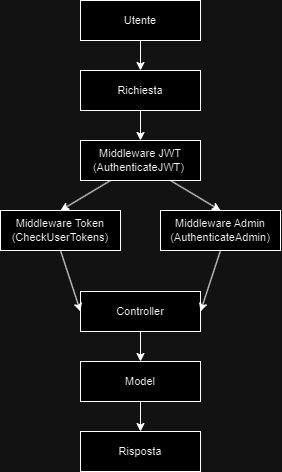 Utente
Richiesta
Middleware JWT
(AuthenticateJWT)
Middleware Token
(CheckUserTokens)
Middleware Admin
(AuthenticateAdmin)
Controller
Model
Risposta